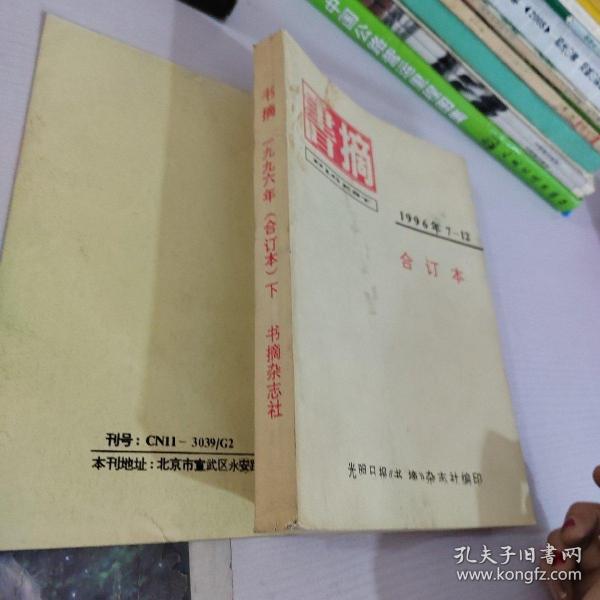 書摘
1996年7-12
合订本
光明日报《书摘》杂志社编印
书摘 一九九六年(合订本)下 书摘杂志社
刊号：CN11-3039/G2
本刊地址：北京市宣武区永安路
孔夫子旧书网
www.kongfz.com